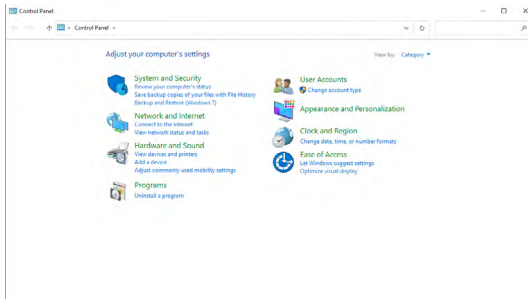 Control Panel
Control Panel
Adjust your computer's settings
View by: Category
System and Security
Review your computer's status
Save backup copies of your files with File History
Backup and Restore (Windows 7)
Network and Internet
Connect to the Internet
View network status and tasks
Hardware and Sound
View devices and printers
Add a device
Adjust commonly used mobility settings
Programs
Uninstall a program
User Accounts
Change account type
Appearance and Personalization
Clock and Region
Change date, time, or number formats
Ease of Access
Let Windows suggest settings
Optimize visual display